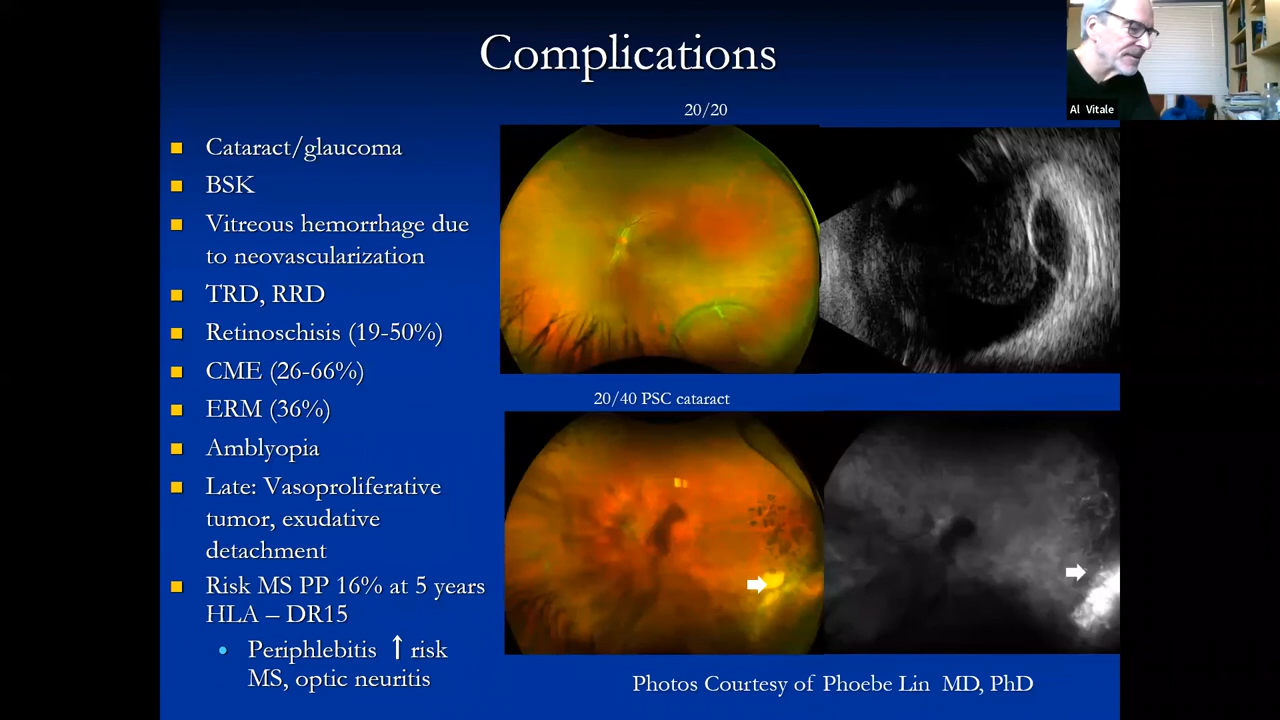 Complications
Al Vitale
20/20
Cataract/glaucoma
BSK
Vitreous hemorrhage due
to neovascularization
TRD, RRD
Retinoschisis (19-50%)
CME (26-66%)
ERM (36%)
Amblyopia
Late: Vasoproliferative
tumor, exudative
detachment
Risk MS PP 16% at 5 years
HLA – DR15
Periphlebitis ↑ risk
MS, optic neuritis
20/40 PSC cataract
Photos Courtesy of Phoebe Lin MD, PhD